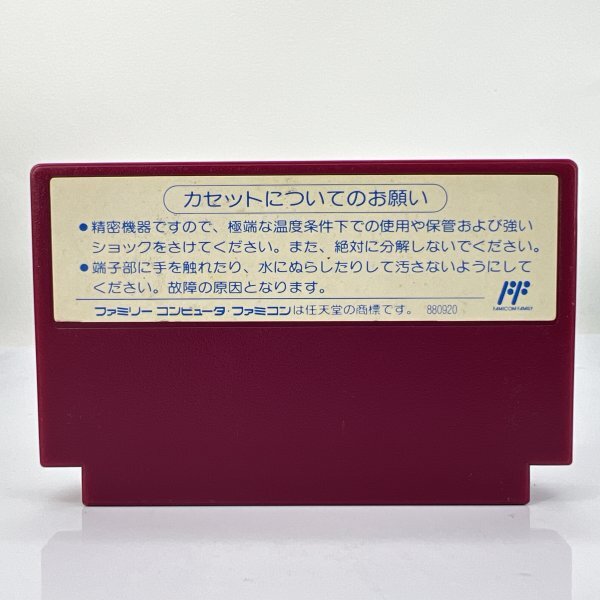 カセットについてのお願い
●精密機器ですので、極端な温度条件下での使用や保管および強い
ショックをさけてください。また、絶対に分解しないでください。
●端子部に手を触れたり、水にぬらしたりして汚さないようにして
ください。故障の原因となります。
ファミリーコンピュータ・ファミコンは任天堂の商標です。 880920
FAMICOM FAMILY